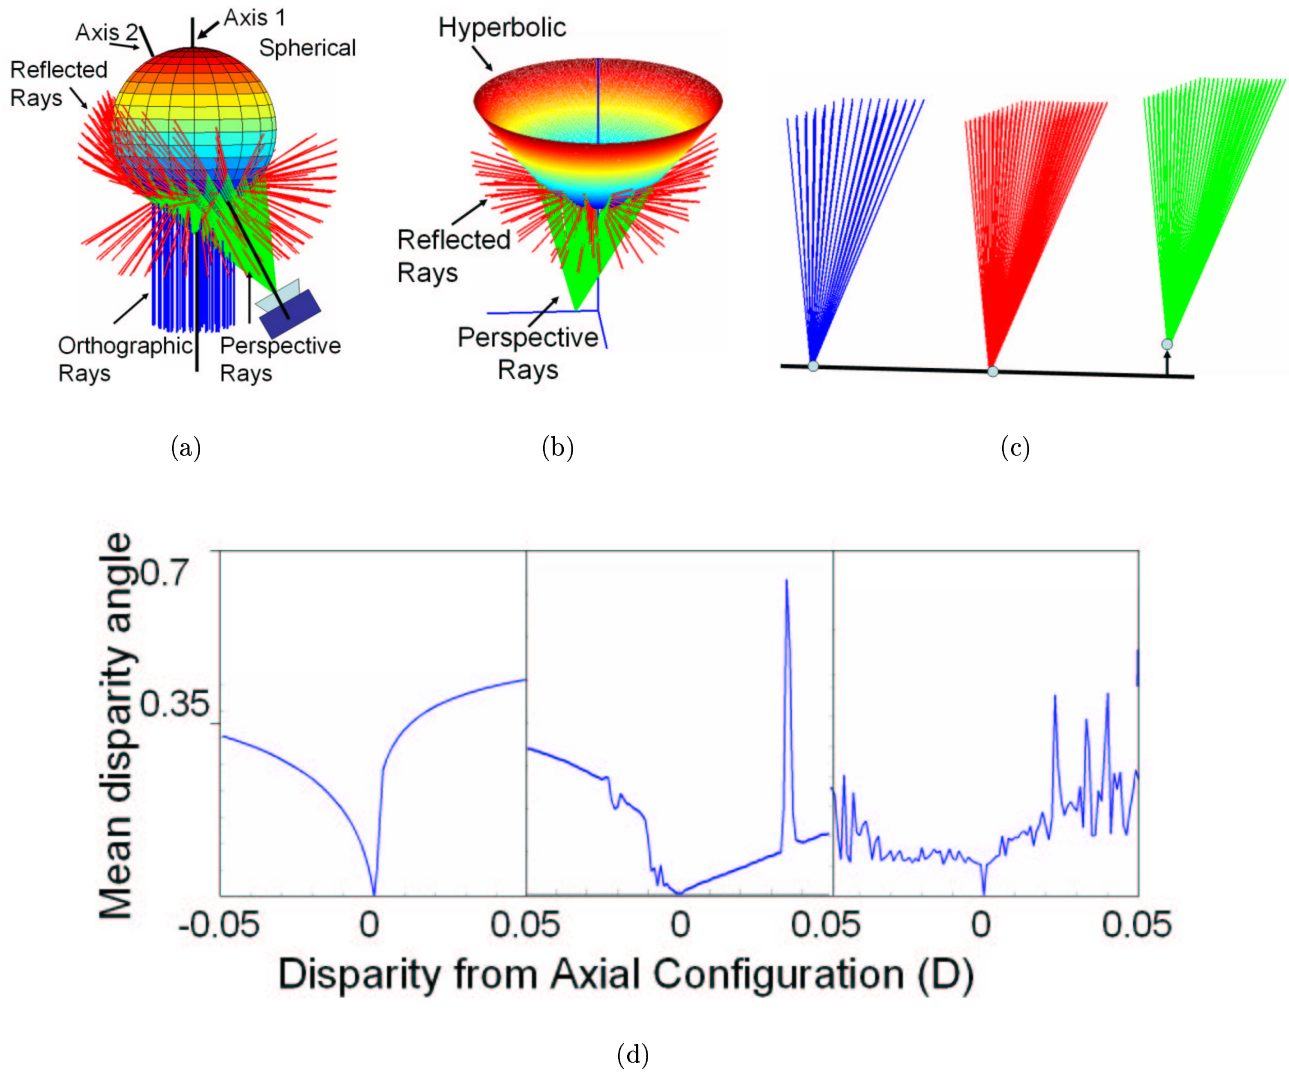 Axis 1
Axis 2
Spherical
Reflected
Rays
Orthographic
Rays
Perspective
Rays
(a)
Hyperbolic
Reflected
Rays
Perspective
Rays
(b)
(c)
Mean disparity angle
0.7
0.35
-0.05
0
0.05
0
0.05
0
0.05
Disparity from Axial Configuration (D)
(d)